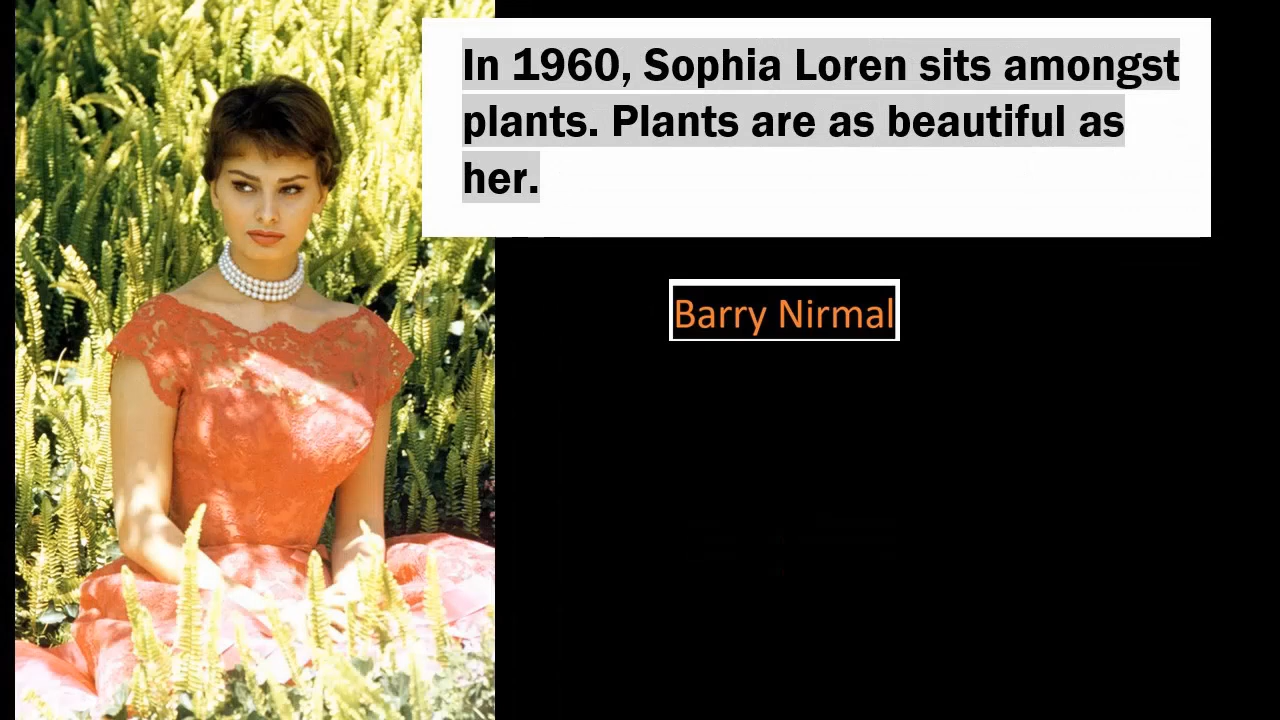 In 1960, Sophia Loren sits amongst
plants. Plants are as beautiful as
her.
Barry Nirmal